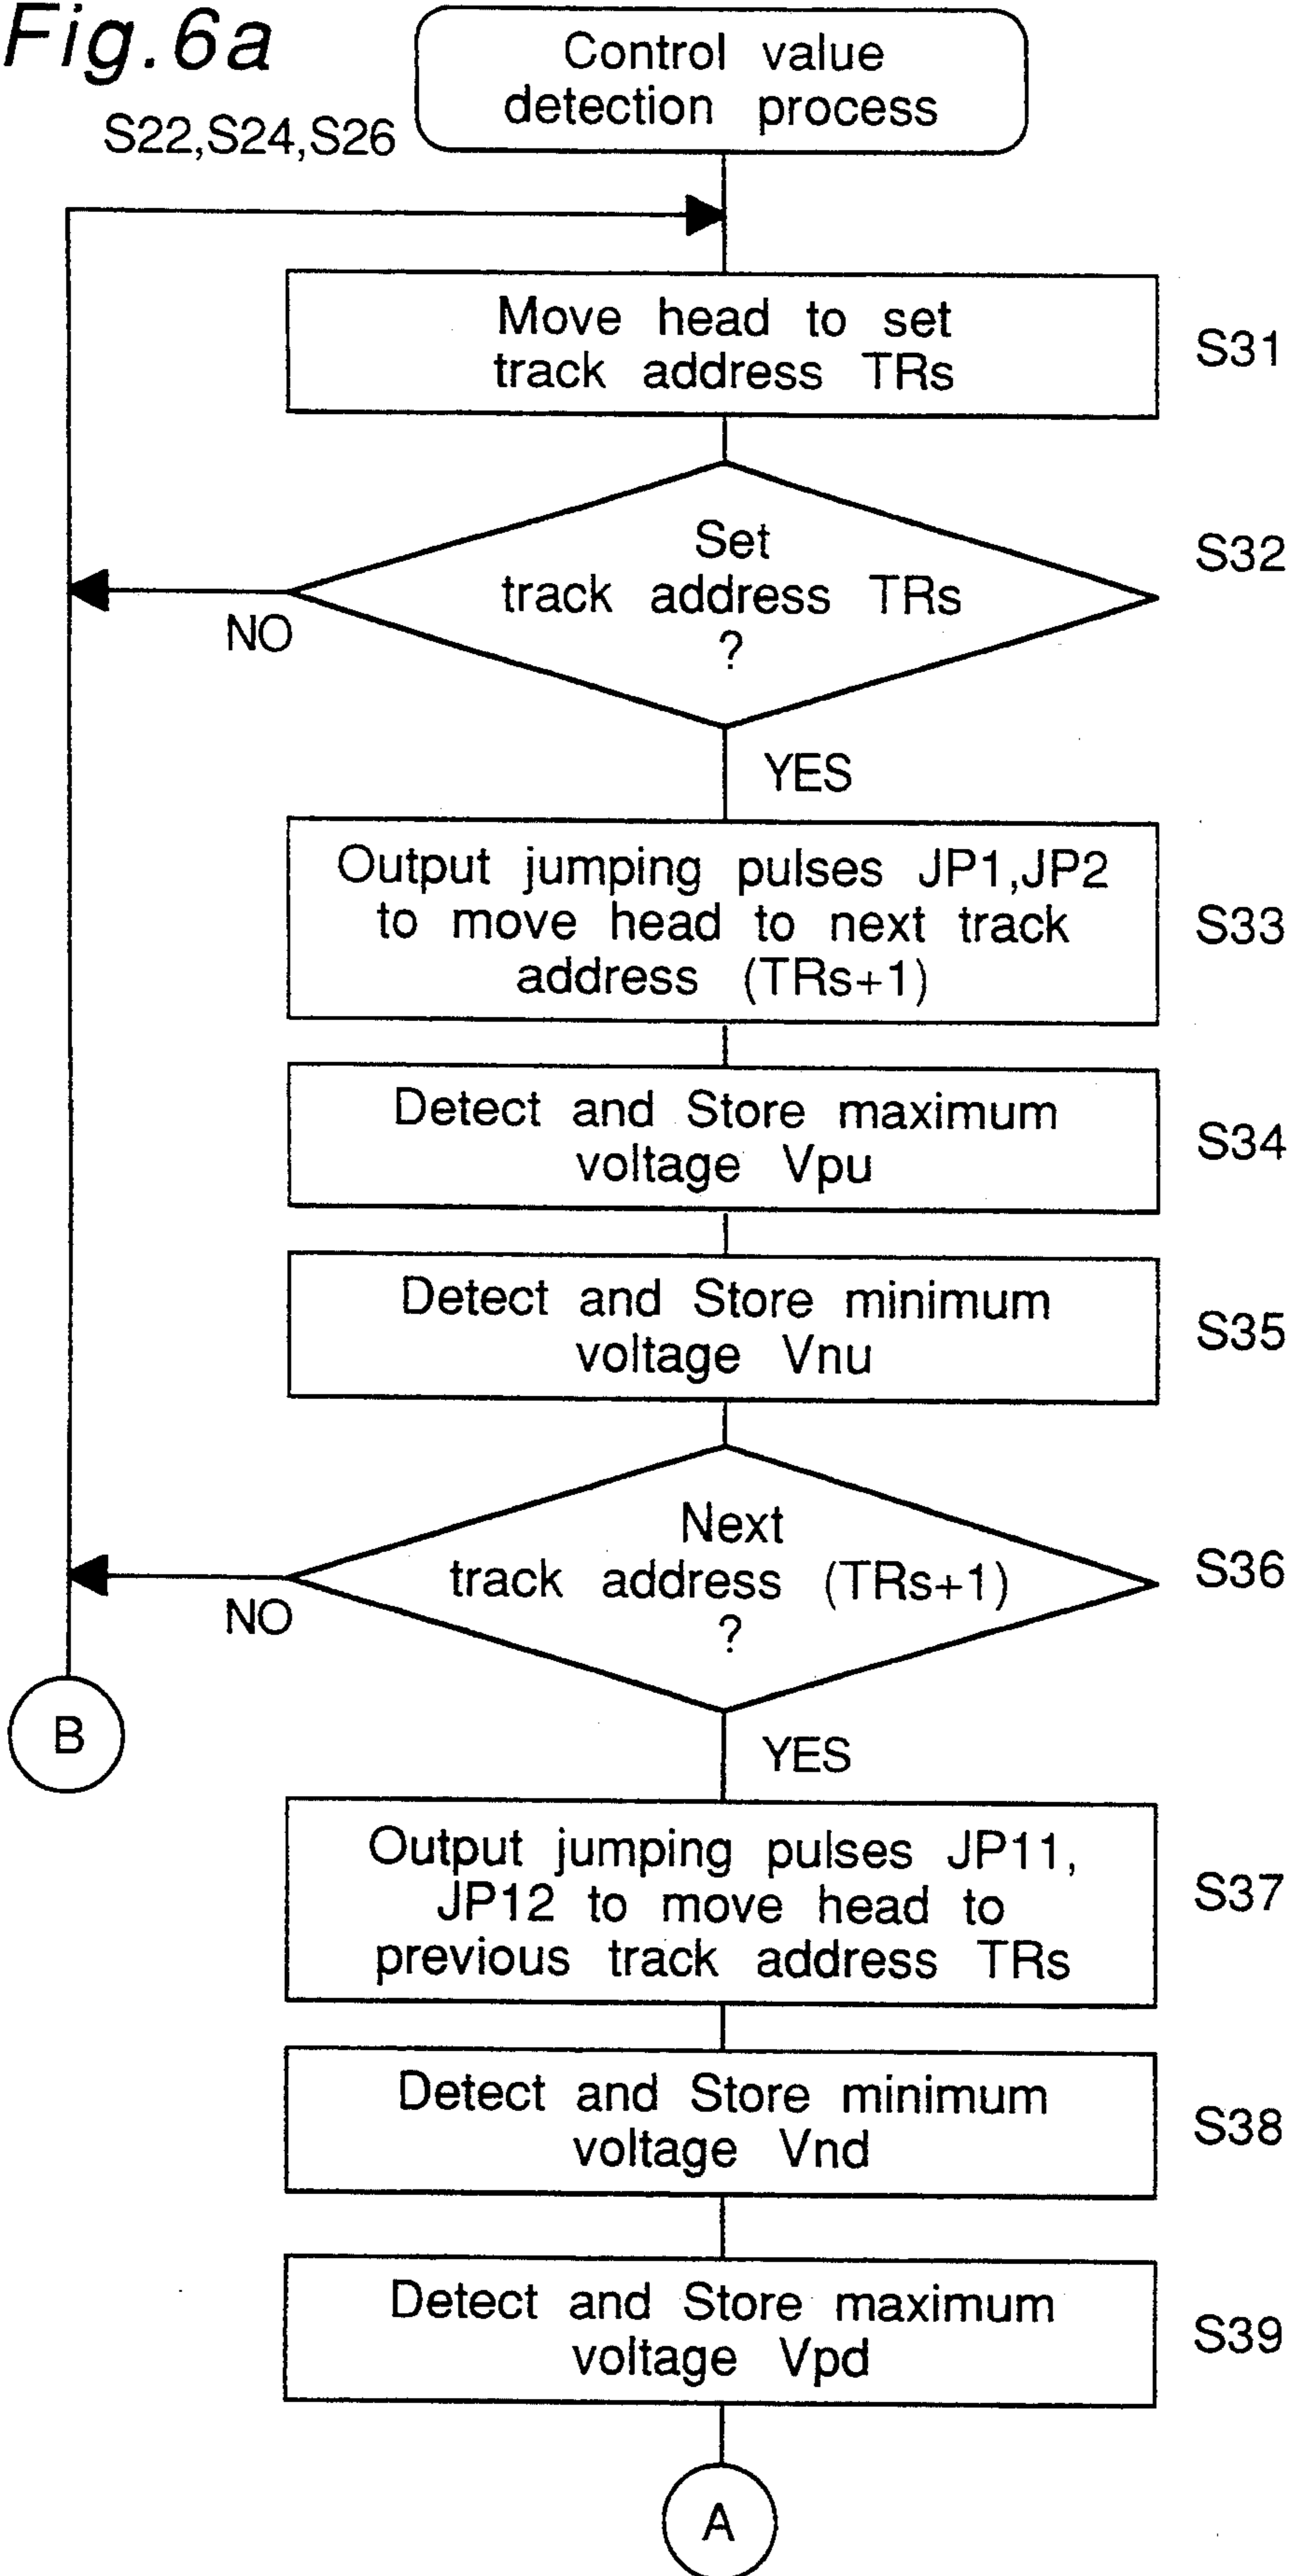 Fig.6a
Control value
detection process
S22,S24,S26
Move head to set
track address TRs
S31
Set
track address TRs
?
S32
NO
YES
Output jumping pulses JP1,JP2
to move head to next track
address (TRs+1)
S33
Detect and Store maximum
voltage Vpu
S34
Detect and Store minimum
voltage Vnu
S35
Next
track address (TRs+1)
?
S36
NO
B
YES
Output jumping pulses JP11,
JP12 to move head to
previous track address TRs
S37
Detect and Store minimum
voltage Vnd
S38
Detect and Store maximum
voltage Vpd
S39
A